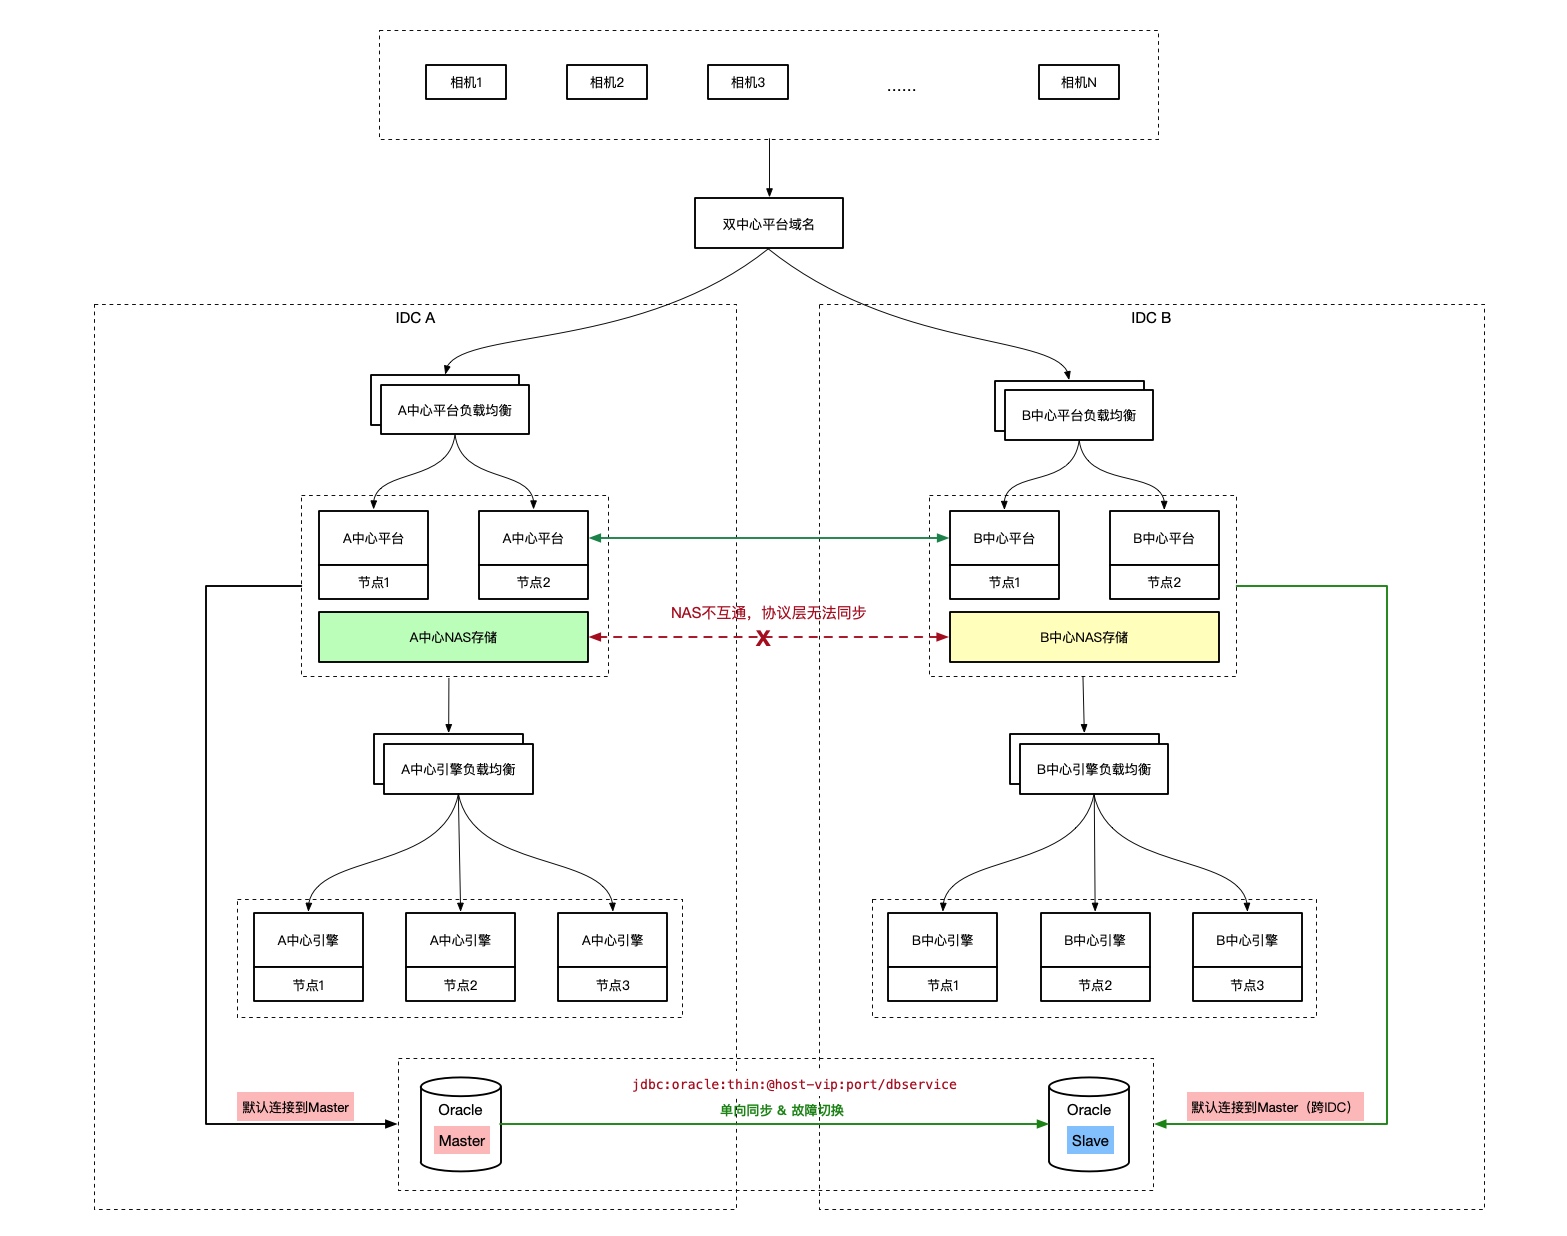 相机1
相机2
相机3
......
相机N
双中心平台域名
IDC A
IDC B
A中心平台负载均衡
B中心平台负载均衡
A中心平台
节点1
A中心平台
节点2
B中心平台
节点1
B中心平台
节点2
NAS不互通，协议层无法同步
X
A中心NAS存储
B中心NAS存储
A中心引擎负载均衡
B中心引擎负载均衡
A中心引擎
节点1
A中心引擎
节点2
A中心引擎
节点3
B中心引擎
节点1
B中心引擎
节点2
B中心引擎
节点3
jdbc:oracle:thin:@host-vip:port/dbservice
单向同步 & 故障切换
默认连接到Master
Oracle
Master
Oracle
Slave
默认连接到Master（跨IDC）